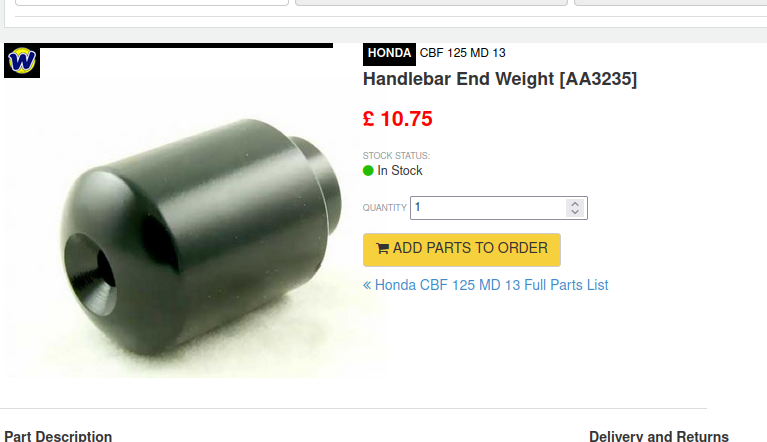 W
HONDA CBF 125 MD 13
Handlebar End Weight [AA3235]
£ 10.75
STOCK STATUS:
In Stock
QUANTITY 1
ADD PARTS TO ORDER
« Honda CBF 125 MD 13 Full Parts List
Part Description
Delivery and Returns